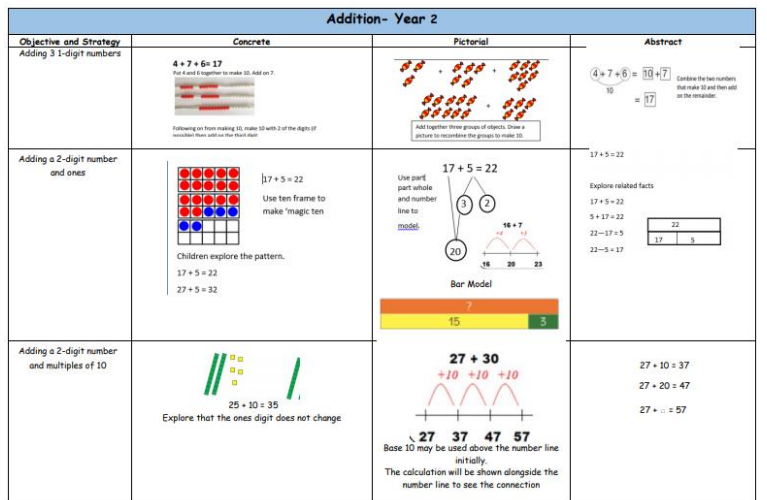 Addition- Year 2
Objective and Strategy
Concrete
Pictorial
Abstract
Adding 3 1-digit numbers
4 + 7 + 6= 17
Put 4 and 6 together to make 10. Add on 7.
Following on from making 10, make 10 with 2 of the digits (if
possible) then add on the third digit
+
+
+
Add together three groups of objects. Draw a
picture to recombine the groups to make 10.
4 + 7 + 6 = 10 + 7
10
= 17
Combine the two numbers
that make 10 and then add
on the remainder.
Adding a 2-digit number
and ones
17 + 5 = 22
Use ten frame to
make 'magic ten
Children explore the pattern.
17 + 5 = 22
27 + 5 = 32
17 + 5 = 22
Use part
part whole
and number
line to
model.
3
2
20
16 + 7
+4
+3
16 20 23
Bar Model
?
15
3
17 + 5 = 22
Explore related facts
17 + 5 = 22
5 + 17 = 22
22—17 = 5
22—5 = 17
22
17
5
Adding a 2-digit number
and multiples of 10
25 + 10 = 35
Explore that the ones digit does not change
27 + 30
+10 +10 +10
27 37 47 57
Base 10 may be used above the number line
initially.
The calculation will be shown alongside the
number line to see the connection
27 + 10 = 37
27 + 20 = 47
27 + □ = 57